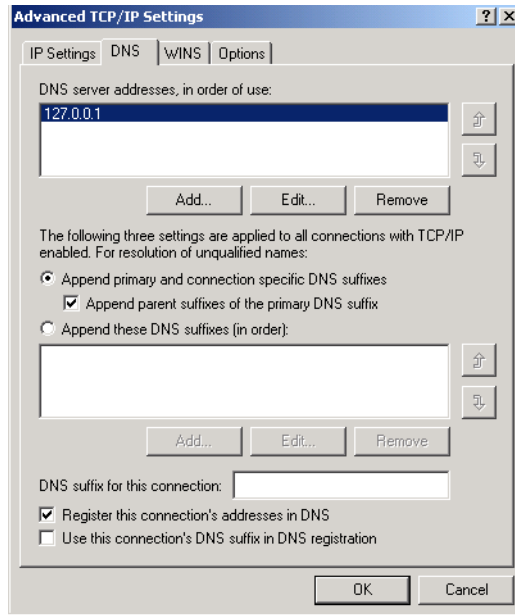 Advanced TCP/IP Settings
IP Settings DNS WINS Options
DNS server addresses, in order of use:
127.0.0.1
Add... Edit... Remove
The following three settings are applied to all connections with TCP/IP
enabled. For resolution of unqualified names:
Append primary and connection specific DNS suffixes
Append parent suffixes of the primary DNS suffix
Append these DNS suffixes (in order):
Add... Edit... Remove
DNS suffix for this connection:
Register this connection's addresses in DNS
Use this connection's DNS suffix in DNS registration
OK Cancel